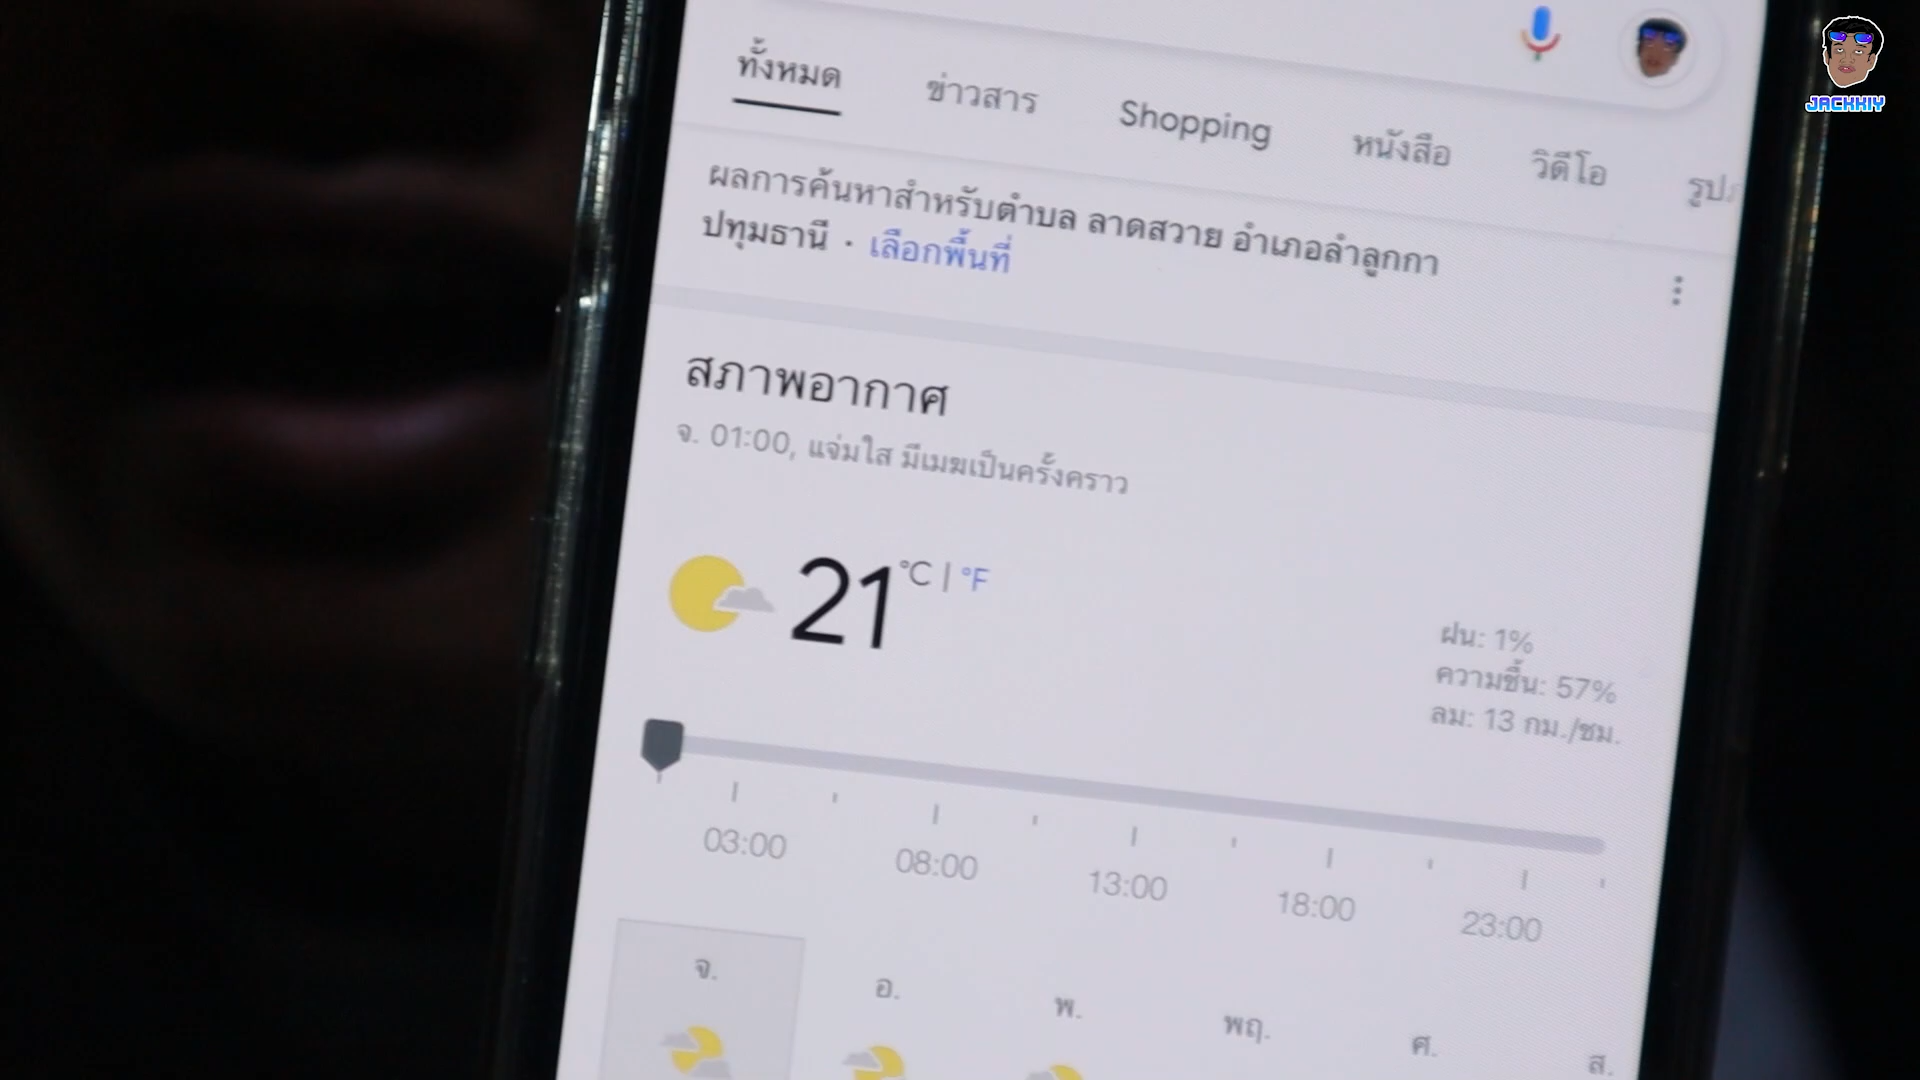 JACKKIY
ทั้งหมด ข่าวสาร Shopping หนังสือ วิดีโอ
ผลการค้นหาสำหรับตำบล ลาดสวาย อำเภอลำลูกกา
ปทุมธานี · เลือกพื้นที่
สภาพอากาศ
จ. 01:00, แจ่มใส มีเมฆเป็นครั้งคราว
21 °C | °F
ฝน: 1%
ความชื้น: 57%
ลม: 13 กม./ชม.
03:00 08:00 13:00 18:00 23:00
จ. อ. พ. พฤ. ศ. ส.